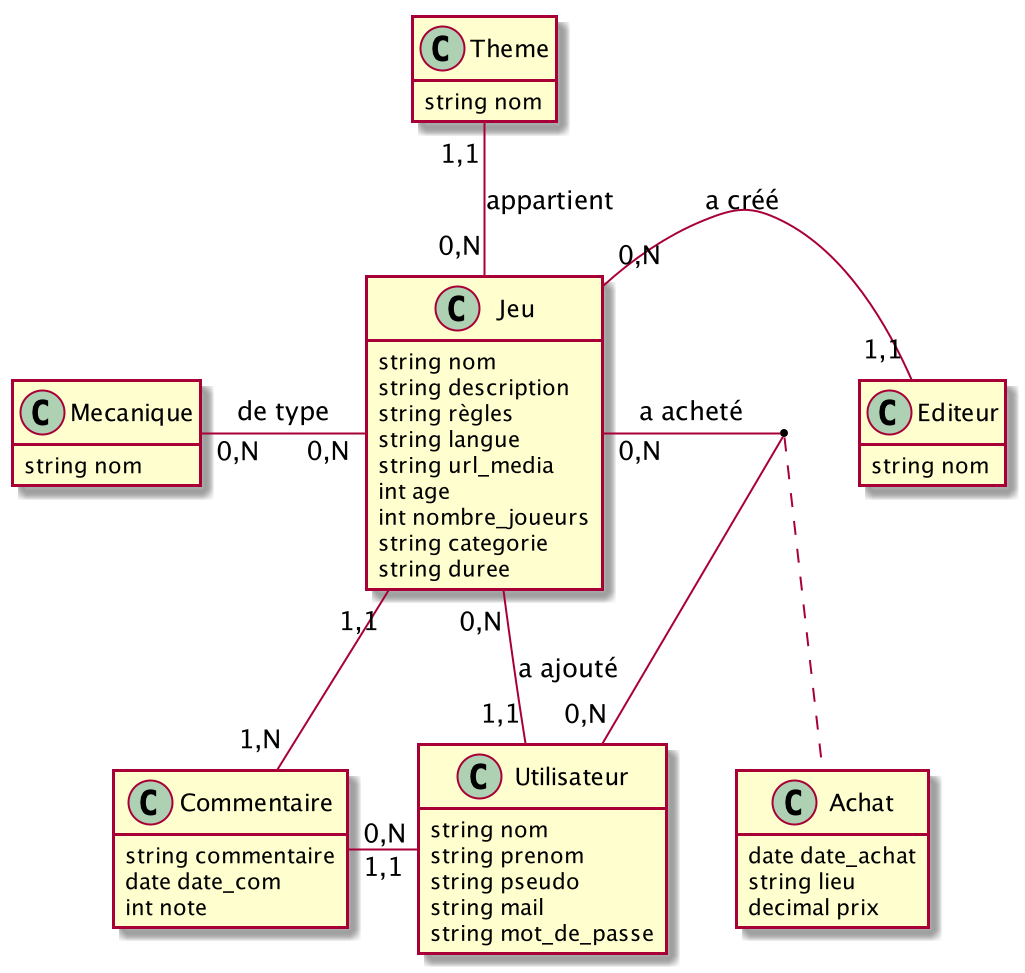 C Theme
string nom
1,1
appartient
a créé
0,N
0,N
C Jeu
string nom
string description
string règles
string langue
string url_media
int age
int nombre_joueurs
string categorie
string duree
1,1
C Mecanique
string nom
de type
0,N
0,N
a acheté
0,N
C Editeur
string nom
1,1
0,N
a ajouté
1,1
0,N
1,N
C Commentaire
string commentaire
date date_com
int note
0,N
1,1
C Utilisateur
string nom
string prenom
string pseudo
string mail
string mot_de_passe
C Achat
date date_achat
string lieu
decimal prix